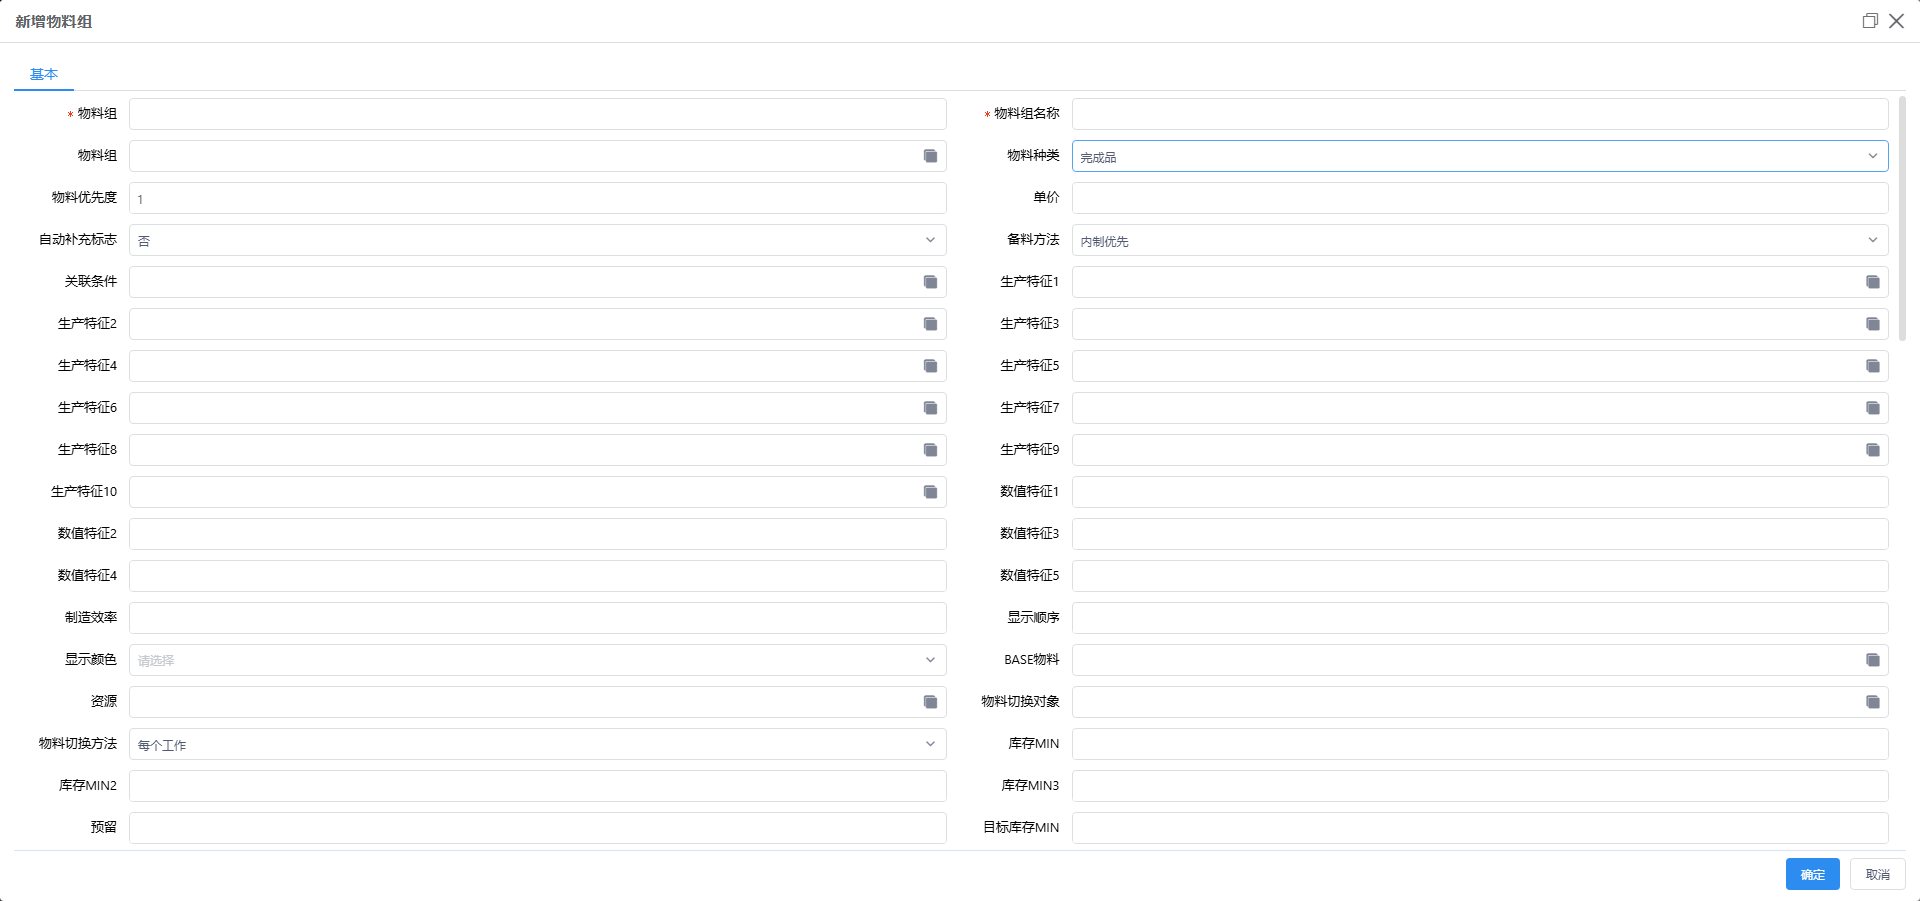 新增物料组
基本
* 物料组
* 物料组名称
物料组
物料种类 完成品
物料优先度 1
单价
自动补充标志 否
备料方法 内制优先
关联条件
生产特征1
生产特征2
生产特征3
生产特征4
生产特征5
生产特征6
生产特征7
生产特征8
生产特征9
生产特征10
数值特征1
数值特征2
数值特征3
数值特征4
数值特征5
制造效率
显示顺序
显示颜色 请选择
BASE物料
资源
物料切换对象
物料切换方法 每个工作
库存MIN
库存MIN2
库存MIN3
预留
目标库存MIN
确定 取消